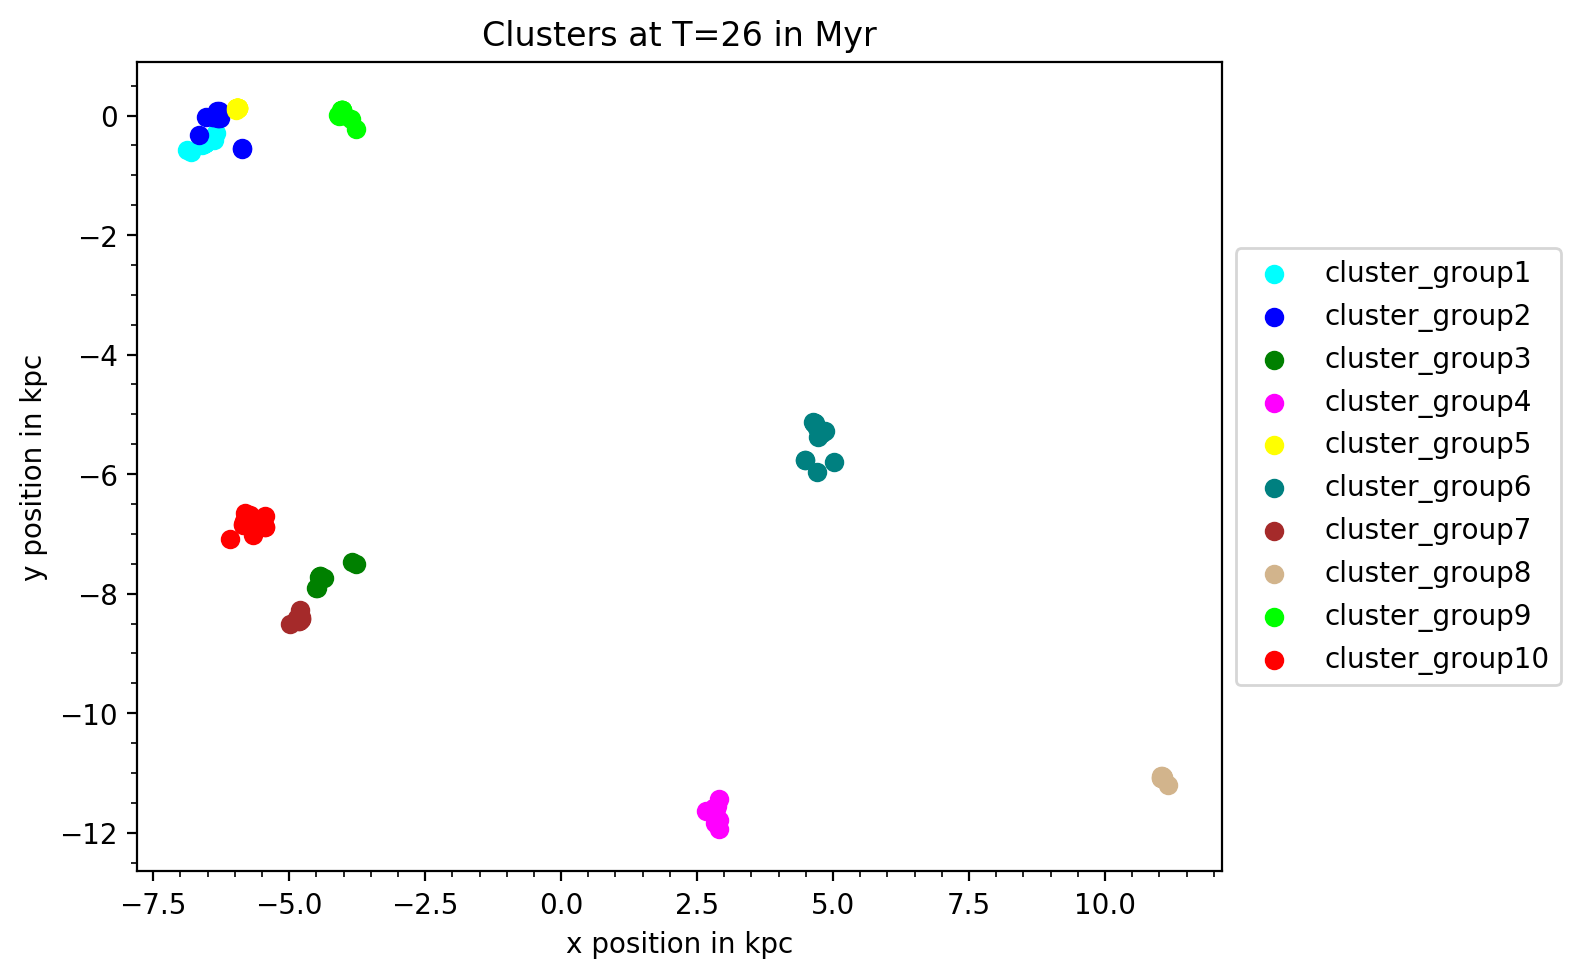 Clusters at T=26 in Myr
0
−2
−4
−6
−8
−10
−12
y position in kpc
−7.5
−5.0
−2.5
0.0
2.5
5.0
7.5
10.0
x position in kpc
cluster_group1
cluster_group2
cluster_group3
cluster_group4
cluster_group5
cluster_group6
cluster_group7
cluster_group8
cluster_group9
cluster_group10